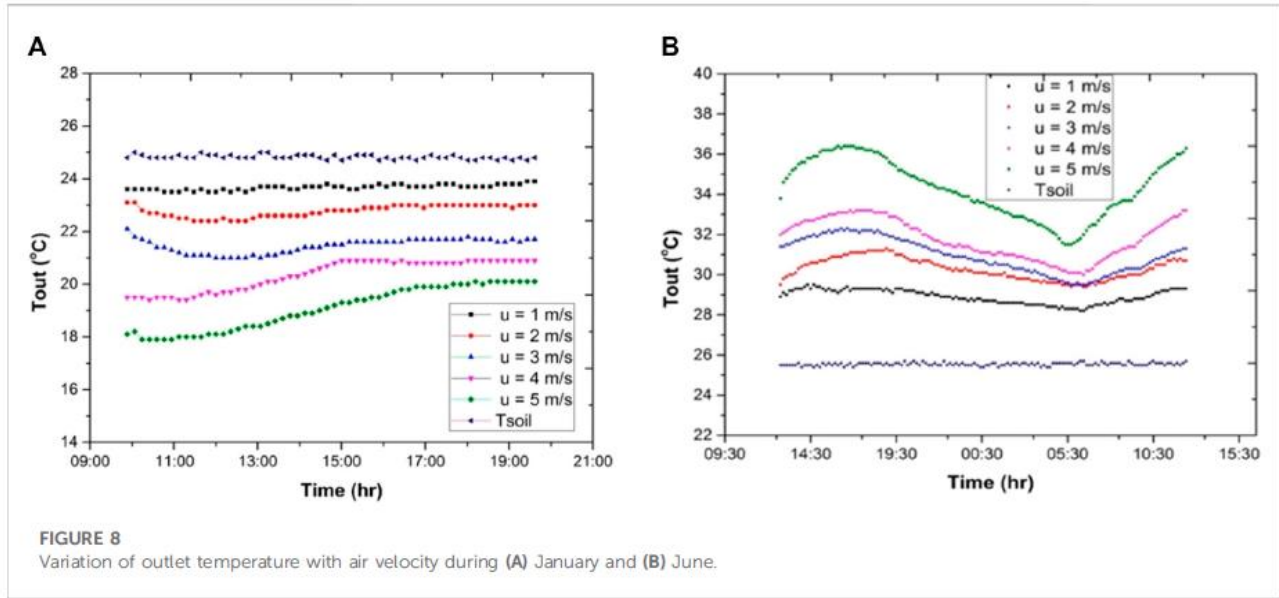 A
28
26
24
22
20
18
16
14
Tout (°C)
09:00 11:00 13:00 15:00 17:00 19:00 21:00
Time (hr)
u = 1 m/s
u = 2 m/s
u = 3 m/s
u = 4 m/s
u = 5 m/s
Tsoil
B
40
38
36
34
32
30
28
26
24
22
Tout (°C)
09:30 14:30 19:30 00:30 05:30 10:30 15:30
Time (hr)
u = 1 m/s
u = 2 m/s
u = 3 m/s
u = 4 m/s
u = 5 m/s
Tsoil
FIGURE 8
Variation of outlet temperature with air velocity during (A) January and (B) June.